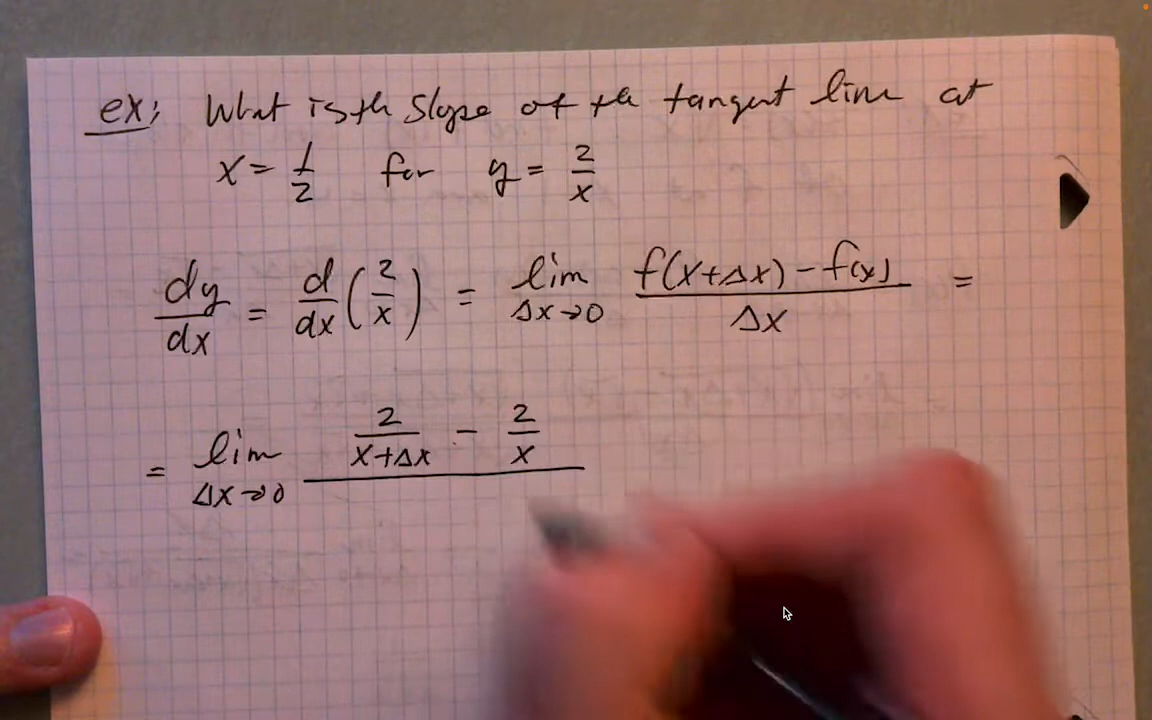 ex: What is th slope of the tangent line at
x = 1/2 for y = 2/x
dy/dx = d/dx (2/x) = lim Δx→0 (f(x+Δx) - f(x))/Δx =
= lim Δx→0 2/(x+Δx) - 2/x